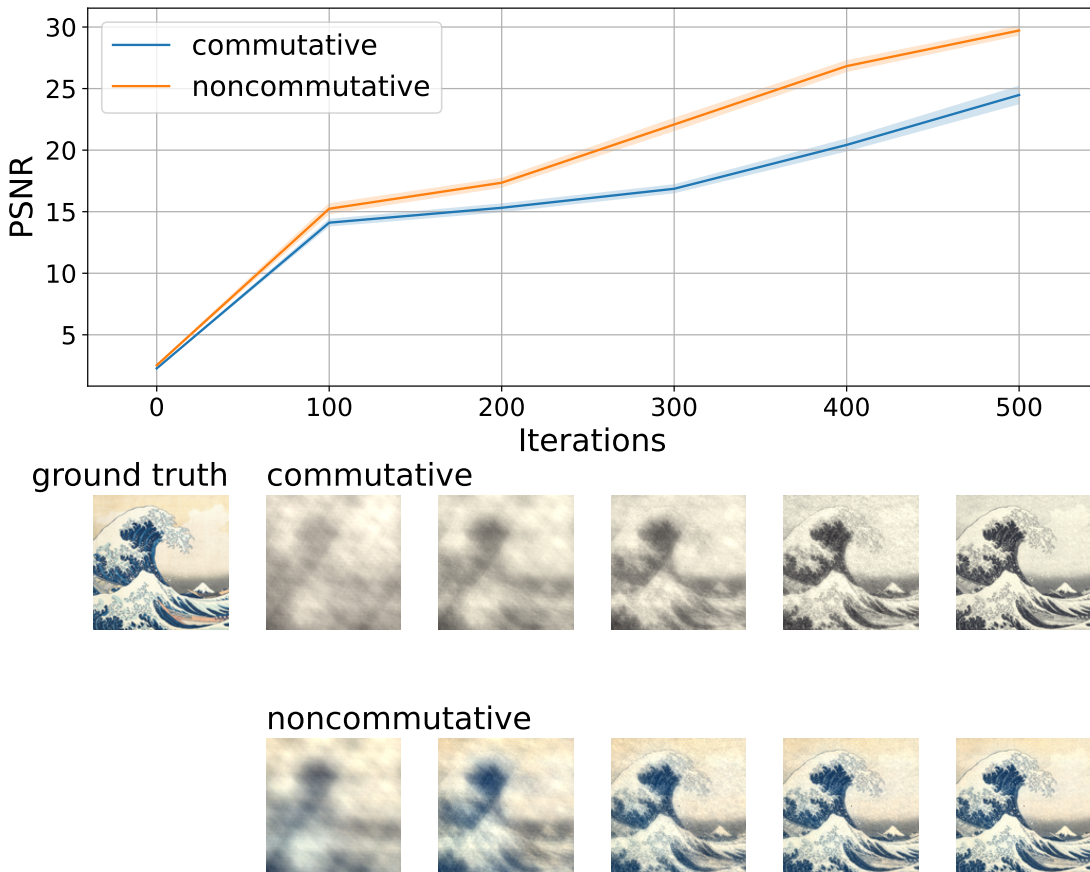 30
25
20
15
10
5
PSNR
commutative
noncommutative
0 100 200 300 400 500
Iterations
ground truth commutative
noncommutative